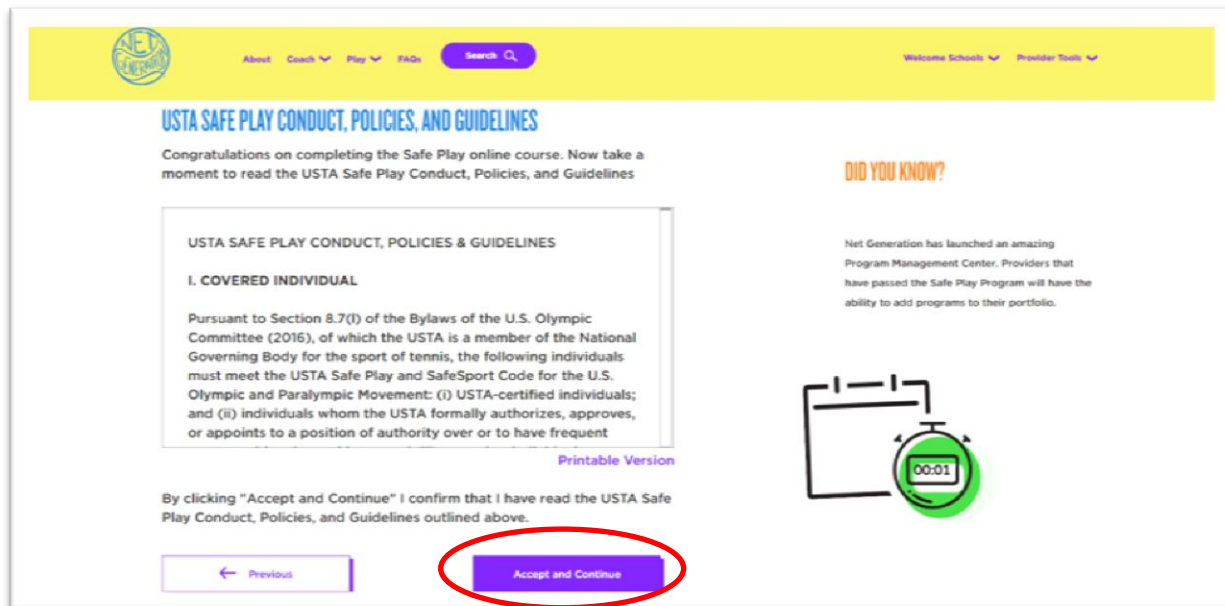 NET GENERATION
About Coach Play FAQs Search
Welcome Schools Provider Tools
USTA SAFE PLAY CONDUCT, POLICIES, AND GUIDELINES
Congratulations on completing the Safe Play online course. Now take a
moment to read the USTA Safe Play Conduct, Policies, and Guidelines
USTA SAFE PLAY CONDUCT, POLICIES & GUIDELINES
I. COVERED INDIVIDUAL
Pursuant to Section 8.7(l) of the Bylaws of the U.S. Olympic
Committee (2016), of which the USTA is a member of the National
Governing Body for the sport of tennis, the following individuals
must meet the USTA Safe Play and SafeSport Code for the U.S.
Olympic and Paralympic Movement: (i) USTA-certified individuals;
and (ii) individuals whom the USTA formally authorizes, approves,
or appoints to a position of authority over or to have frequent
Printable Version
By clicking "Accept and Continue" I confirm that I have read the USTA Safe
Play Conduct, Policies, and Guidelines outlined above.
Previous
Accept and Continue
DID YOU KNOW?
Net Generation has launched an amazing
Program Management Center. Providers that
have passed the Safe Play Program will have the
ability to add programs to their portfolio.
00:01